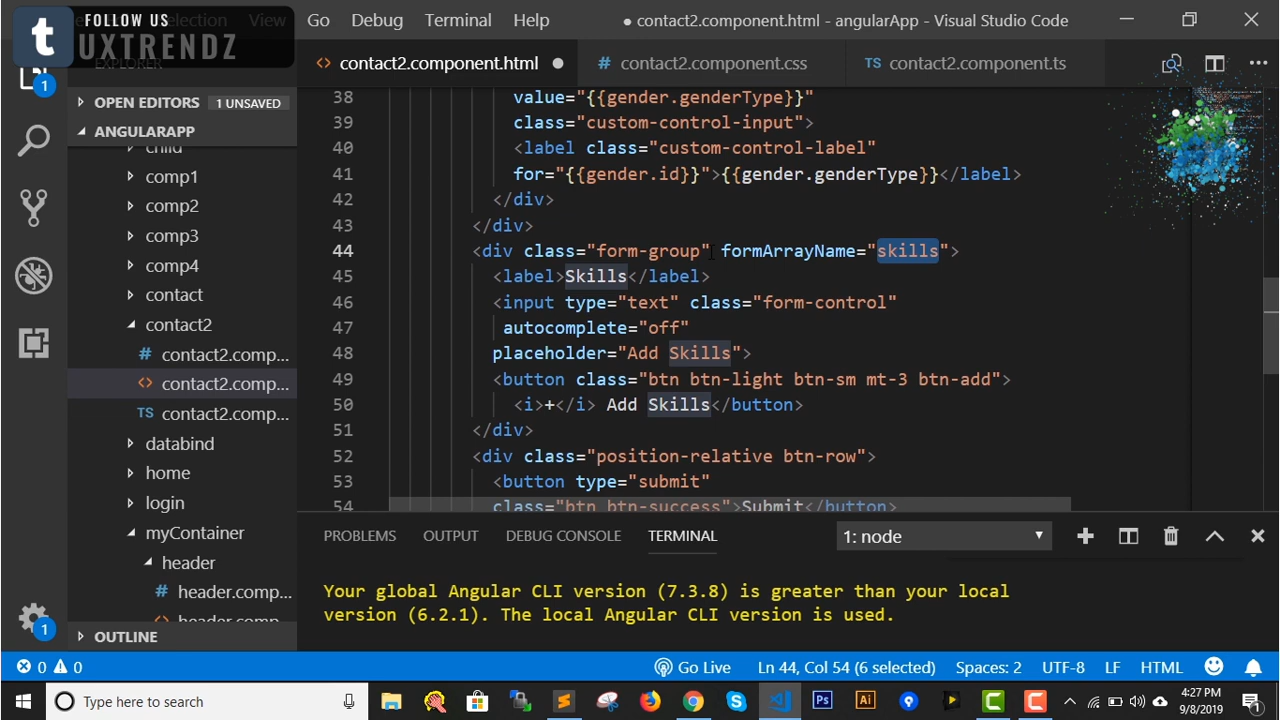 FOLLOW US
t
UXTRENDZ
Selection
View
Go
Debug
Terminal
Help
● contact2.component.html - angularApp - Visual Studio Code
EXPLORER
<> contact2.component.html ●
# contact2.component.css
TS contact2.component.ts
1
OPEN EDITORS 1 UNSAVED
ANGULARAPP
child
comp1
comp2
comp3
comp4
contact
contact2
# contact2.comp...
<> contact2.comp...
TS contact2.comp...
databind
home
login
myContainer
header
# header.comp...
<> header.comp...
OUTLINE
1
38 value="{{gender.genderType}}"
39 class="custom-control-input">
40 <label class="custom-control-label"
41 for="{{gender.id}}">{{gender.genderType}}</label>
42 </div>
43 </div>
44 <div class="form-group" formArrayName="skills">
45 <label>Skills</label>
46 <input type="text" class="form-control"
47 autocomplete="off"
48 placeholder="Add Skills">
49 <button class="btn btn-light btn-sm mt-3 btn-add">
50 <i>+</i> Add Skills</button>
51 </div>
52 <div class="position-relative btn-row">
53 <button type="submit"
54 class="btn btn-success">Submit</button>
PROBLEMS
OUTPUT
DEBUG CONSOLE
TERMINAL
1: node
Your global Angular CLI version (7.3.8) is greater than your local
version (6.2.1). The local Angular CLI version is used.
0 0
Go Live
Ln 44, Col 54 (6 selected)
Spaces: 2
UTF-8
LF
HTML
Type here to search
Ps
Ai
4:27 PM
9/8/2019
1